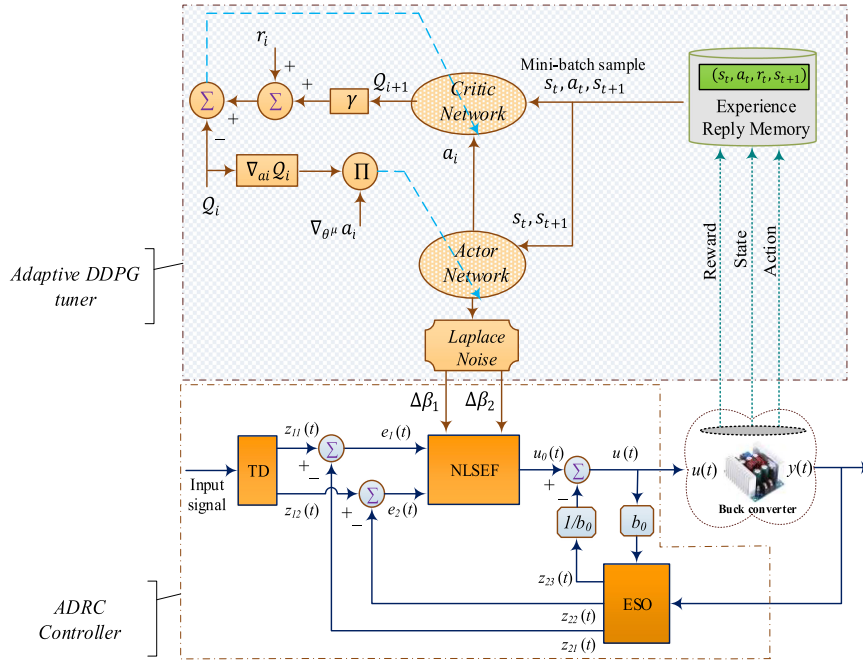 r_i
+
+
+
+
−
Σ
Σ
γ
Q_{i+1}
Critic
Network
Mini-batch sample
s_t, a_t, s_{t+1}
(s_t, a_t, r_t, s_{t+1})
Experience
Reply Memory
∇_{ai} Q_i
Π
a_i
Q_i
∇_{θ^μ} a_i
s_t, s_{t+1}
Actor
Network
Reward
State
Action
Adaptive DDPG
tuner
Laplace
Noise
Δβ_1
Δβ_2
z_{11}(t)
e_1(t)
TD
Σ
+
−
NLSEF
u_0(t)
Σ
+
−
u(t)
u(t)
y(t)
Input
signal
z_{12}(t)
Σ
+
−
e_2(t)
Buck converter
1/b_0
b_0
z_{23}(t)
ESO
z_{22}(t)
z_{21}(t)
ADRC
Controller